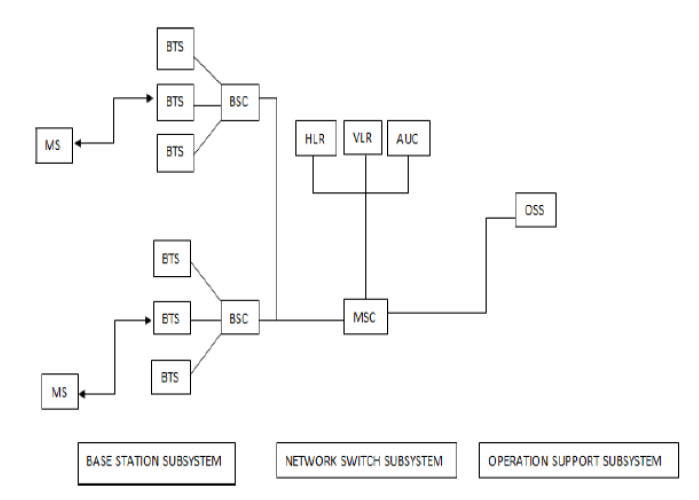 BTS
BTS
BSC
MS
BTS
HLR
VLR
AUC
OSS
BTS
BTS
BSC
MSC
MS
BTS
BASE STATION SUBSYSTEM
NETWORK SWITCH SUBSYSTEM
OPERATION SUPPORT SUBSYSTEM